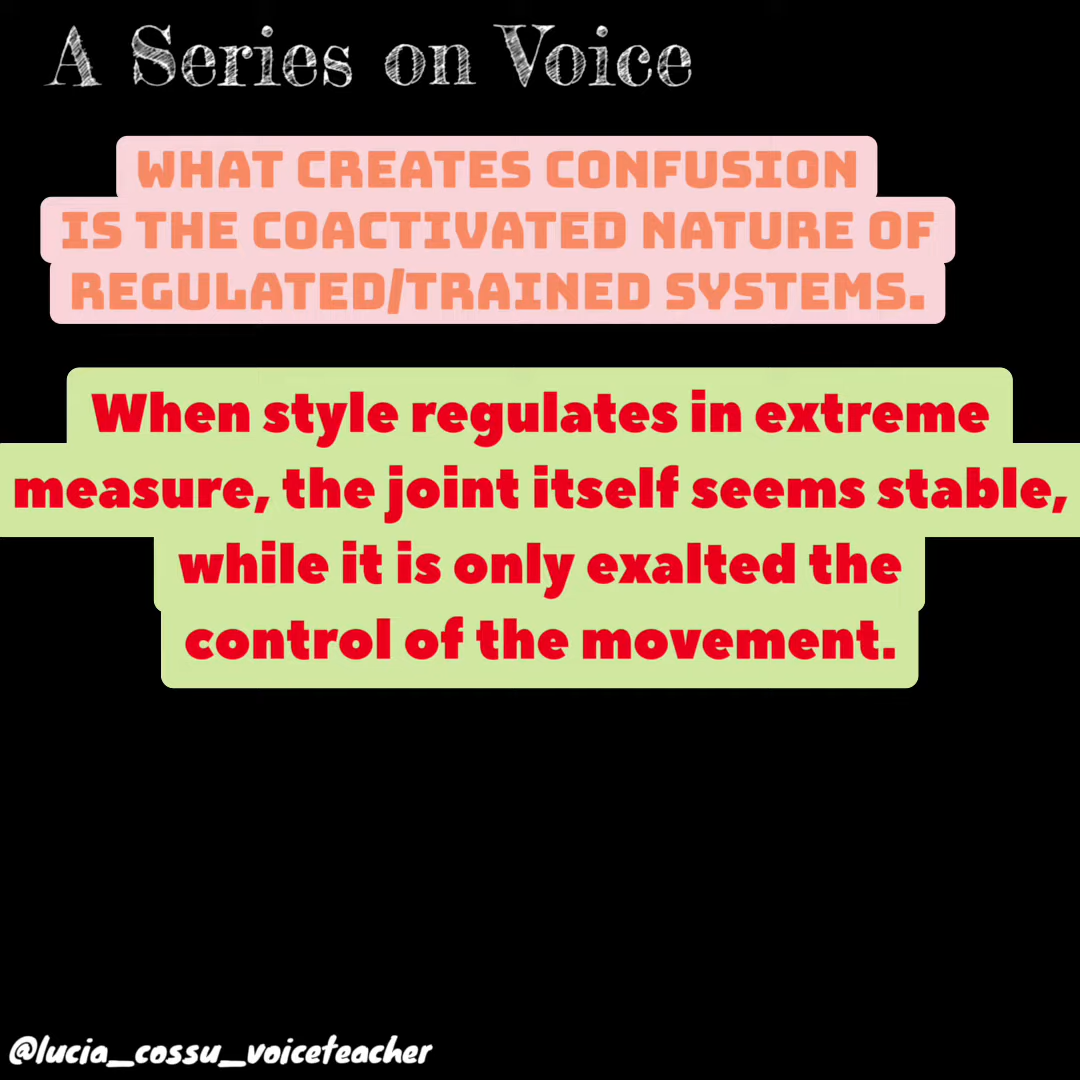 A Series on Voice
WHAT CREATES CONFUSION
IS THE COACTIVATED NATURE OF
REGULATED/TRAINED SYSTEMS.
When style regulates in extreme
measure, the joint itself seems stable,
while it is only exalted the
control of the movement.
@lucia_cossu_voiceteacher